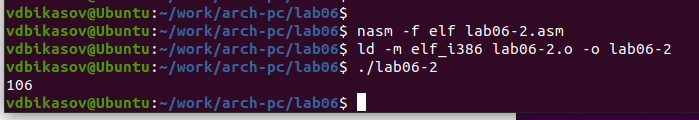 vdbikasov@Ubuntu:~/work/arch-pc/lab06$
vdbikasov@Ubuntu:~/work/arch-pc/lab06$ nasm -f elf lab06-2.asm
vdbikasov@Ubuntu:~/work/arch-pc/lab06$ ld -m elf_i386 lab06-2.o -o lab06-2
vdbikasov@Ubuntu:~/work/arch-pc/lab06$ ./lab06-2
106
vdbikasov@Ubuntu:~/work/arch-pc/lab06$